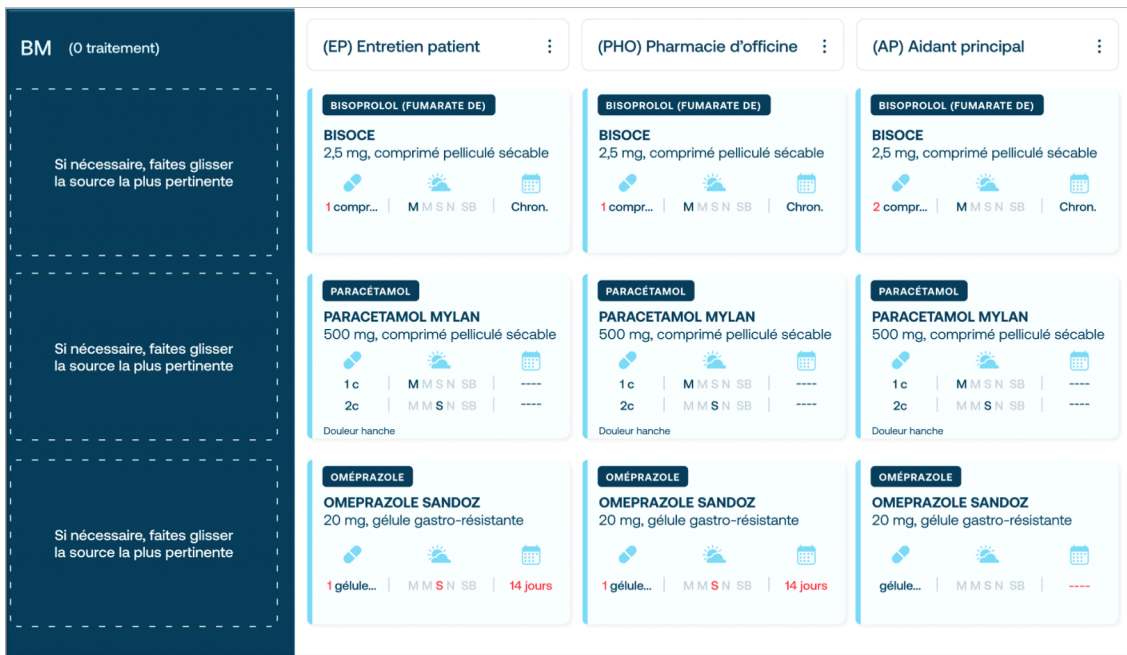 BM (0 traitement)
(EP) Entretien patient
(PHO) Pharmacie d'officine
(AP) Aidant principal
Si nécessaire, faites glisser
la source la plus pertinente
BISOPROLOL (FUMARATE DE)
BISOCE
2,5 mg, comprimé pelliculé sécable
1 compr... M M S N SB Chron.
BISOPROLOL (FUMARATE DE)
BISOCE
2,5 mg, comprimé pelliculé sécable
1 compr... M M S N SB Chron.
BISOPROLOL (FUMARATE DE)
BISOCE
2,5 mg, comprimé pelliculé sécable
2 compr... M M S N SB Chron.
Si nécessaire, faites glisser
la source la plus pertinente
PARACÉTAMOL
PARACETAMOL MYLAN
500 mg, comprimé pelliculé sécable
1 c M M S N SB ----
2c M M S N SB ----
Douleur hanche
PARACÉTAMOL
PARACETAMOL MYLAN
500 mg, comprimé pelliculé sécable
1 c M M S N SB ----
2c M M S N SB ----
Douleur hanche
PARACÉTAMOL
PARACETAMOL MYLAN
500 mg, comprimé pelliculé sécable
1 c M M S N SB ----
2c M M S N SB ----
Douleur hanche
Si nécessaire, faites glisser
la source la plus pertinente
OMÉPRAZOLE
OMEPRAZOLE SANDOZ
20 mg, gélule gastro-résistante
1 gélule... M M S N SB 14 jours
OMÉPRAZOLE
OMEPRAZOLE SANDOZ
20 mg, gélule gastro-résistante
1 gélule... M M S N SB 14 jours
OMÉPRAZOLE
OMEPRAZOLE SANDOZ
20 mg, gélule gastro-résistante
gélule... M M S N SB ----